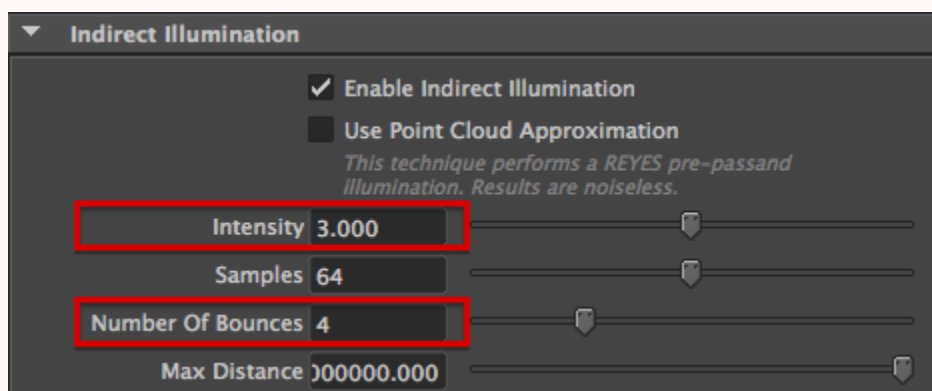 Indirect Illumination
Enable Indirect Illumination
Use Point Cloud Approximation
This technique performs a REYES pre-passand
illumination. Results are noiseless.
Intensity 3.000
Samples 64
Number Of Bounces 4
Max Distance 000000.000